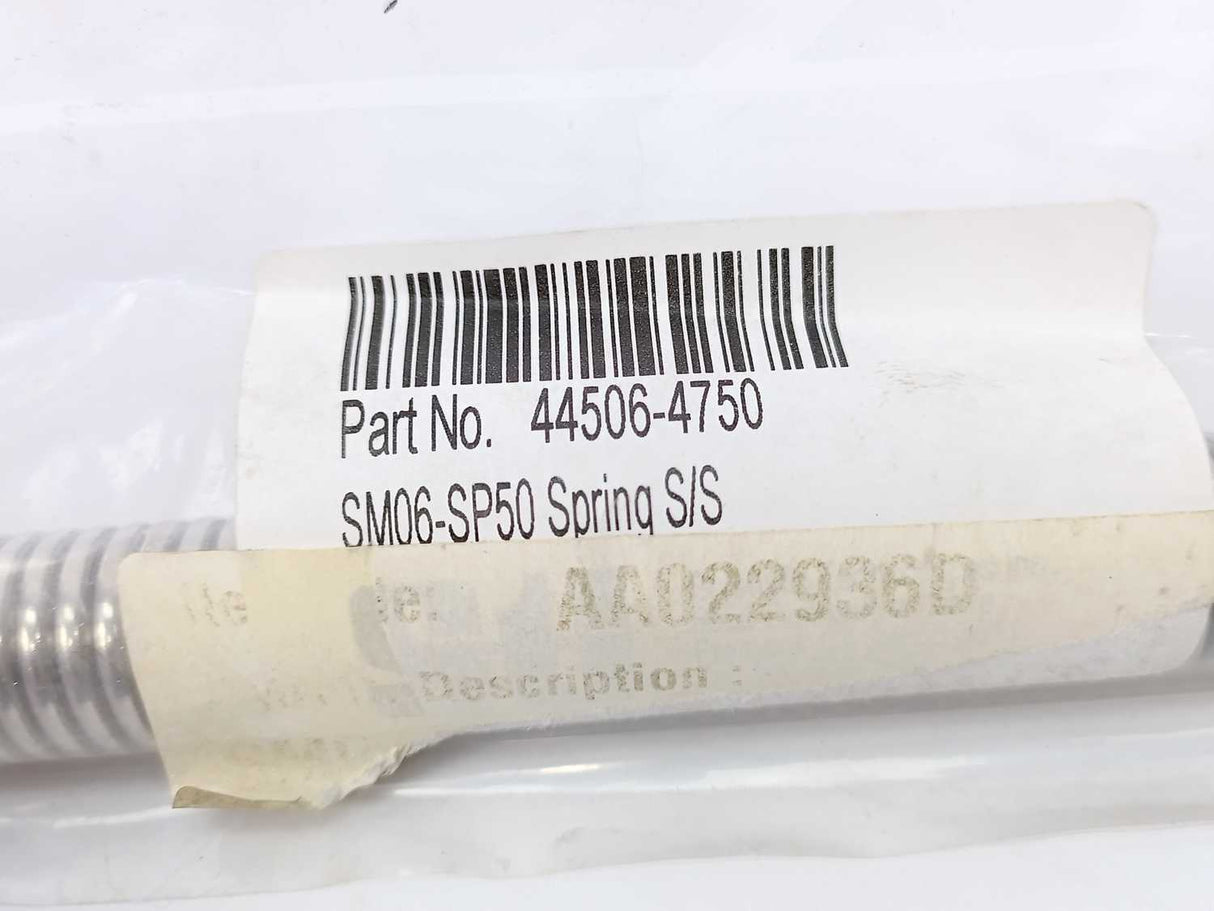 Part No. 44506-4750
SM06-SP50 Spring S/S
AA022936D
Description :